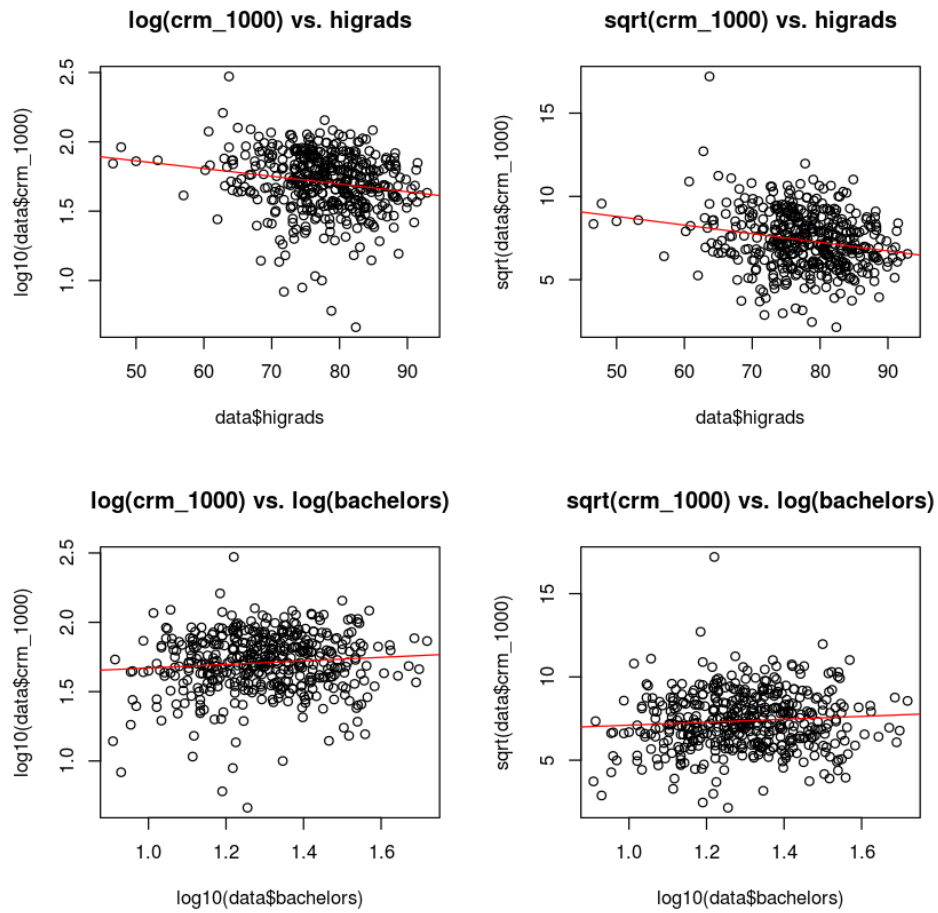 log(crm_1000) vs. higrads
log10(data$crm_1000)
2.5
2.0
1.5
1.0
50 60 70 80 90
data$higrads
sqrt(crm_1000) vs. higrads
sqrt(data$crm_1000)
15
10
5
50 60 70 80 90
data$higrads
log(crm_1000) vs. log(bachelors)
log10(data$crm_1000)
2.5
2.0
1.5
1.0
1.0 1.2 1.4 1.6
log10(data$bachelors)
sqrt(crm_1000) vs. log(bachelors)
sqrt(data$crm_1000)
15
10
5
1.0 1.2 1.4 1.6
log10(data$bachelors)